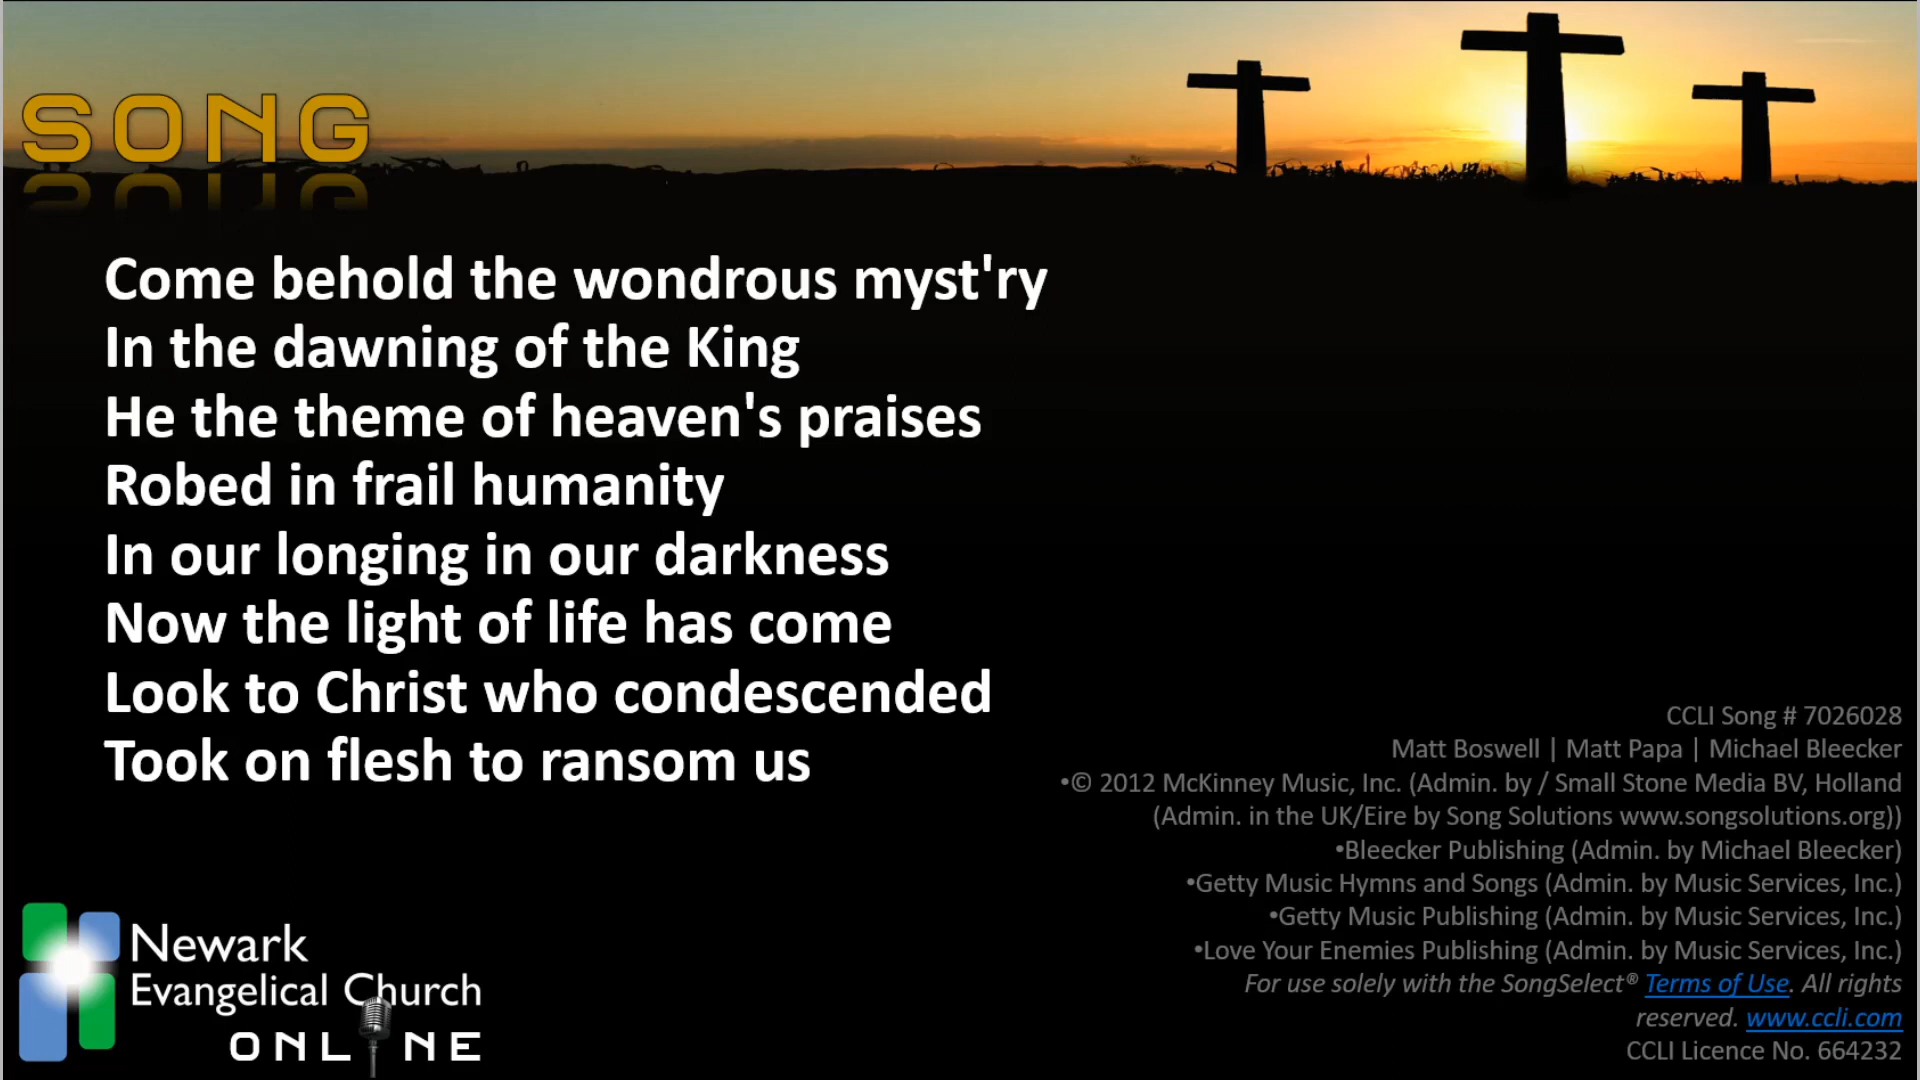 SONG
Come behold the wondrous myst'ry
In the dawning of the King
He the theme of heaven's praises
Robed in frail humanity
In our longing in our darkness
Now the light of life has come
Look to Christ who condescended
Took on flesh to ransom us
CCLI Song # 7026028
Matt Boswell | Matt Papa | Michael Bleecker
•© 2012 McKinney Music, Inc. (Admin. by / Small Stone Media BV, Holland
(Admin. in the UK/Eire by Song Solutions www.songsolutions.org))
•Bleecker Publishing (Admin. by Michael Bleecker)
•Getty Music Hymns and Songs (Admin. by Music Services, Inc.)
•Getty Music Publishing (Admin. by Music Services, Inc.)
•Love Your Enemies Publishing (Admin. by Music Services, Inc.)
For use solely with the SongSelect® Terms of Use. All rights
reserved. www.ccli.com
CCLI Licence No. 664232
Newark
Evangelical Church
ONLINE